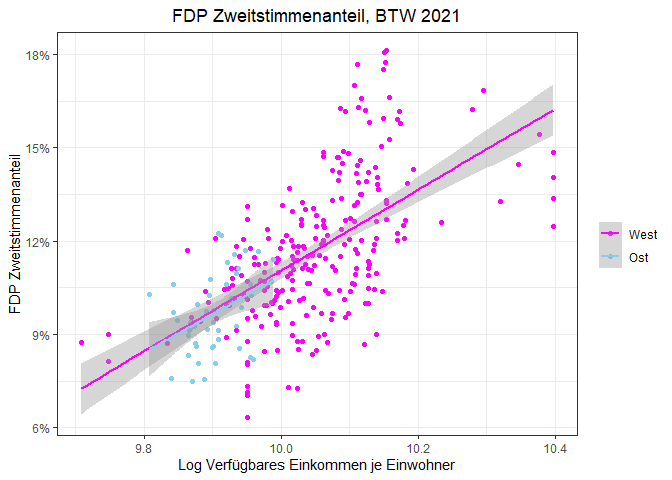 FDP Zweitstimmenanteil, BTW 2021
18%
15%
12%
9%
6%
FDP Zweitstimmenanteil
9.8
10.0
10.2
10.4
Log Verfügbares Einkommen je Einwohner
West
Ost